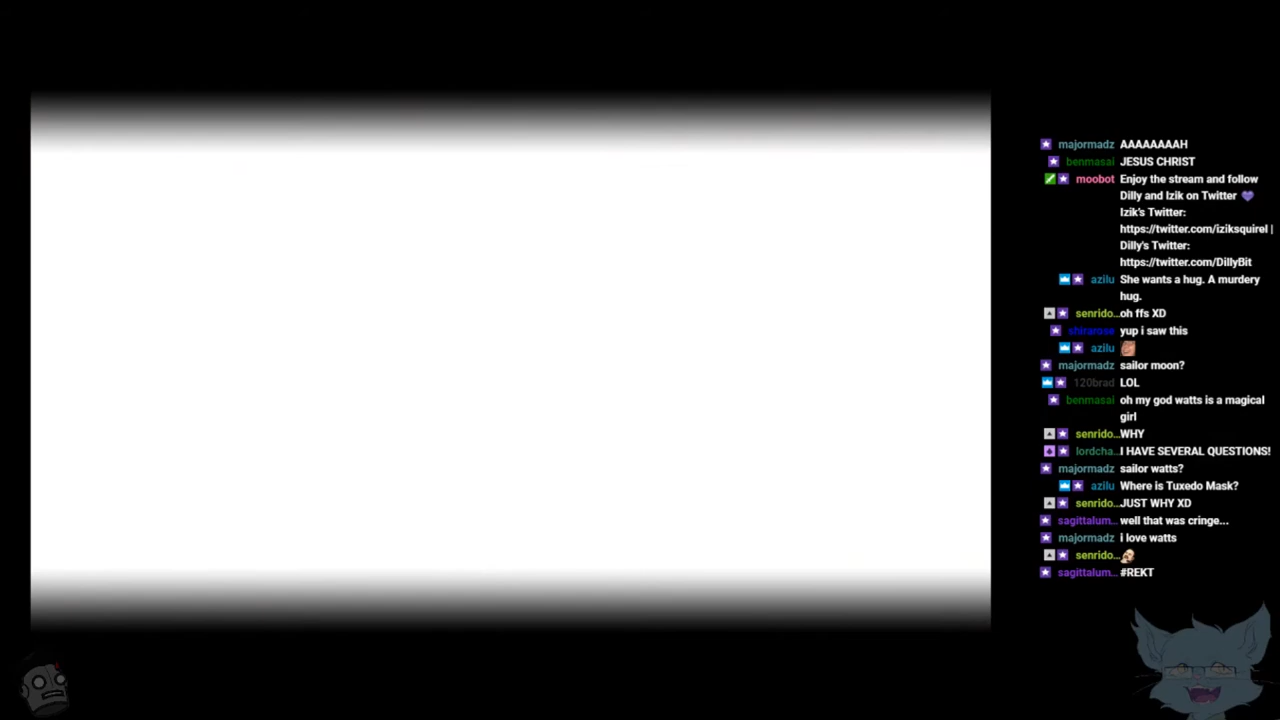 majormadz AAAAAAAAH
benmasai JESUS CHRIST
moobot Enjoy the stream and follow
Dilly and Izik on Twitter
Izik's Twitter:
https://twitter.com/iziksquirel |
Dilly's Twitter:
https://twitter.com/DillyBit
azilu She wants a hug. A murdery
hug.
senrido... oh ffs XD
shirarose yup i saw this
azilu
majormadz sailor moon?
120brad LOL
benmasai oh my god watts is a magical
girl
senrido... WHY
lordcha... I HAVE SEVERAL QUESTIONS!
majormadz sailor watts?
azilu Where is Tuxedo Mask?
senrido... JUST WHY XD
sagittalum... well that was cringe...
majormadz i love watts
senrido...
sagittalum... #REKT